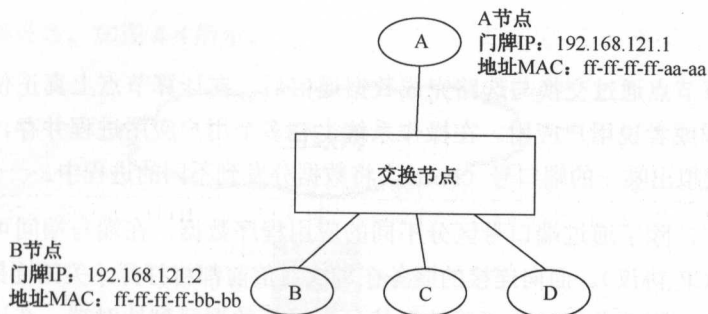 A节点
门牌IP：192.168.121.1
地址MAC：ff-ff-ff-ff-aa-aa
A
交换节点
B节点
门牌IP：192.168.121.2
地址MAC：ff-ff-ff-ff-bb-bb
B
C
D